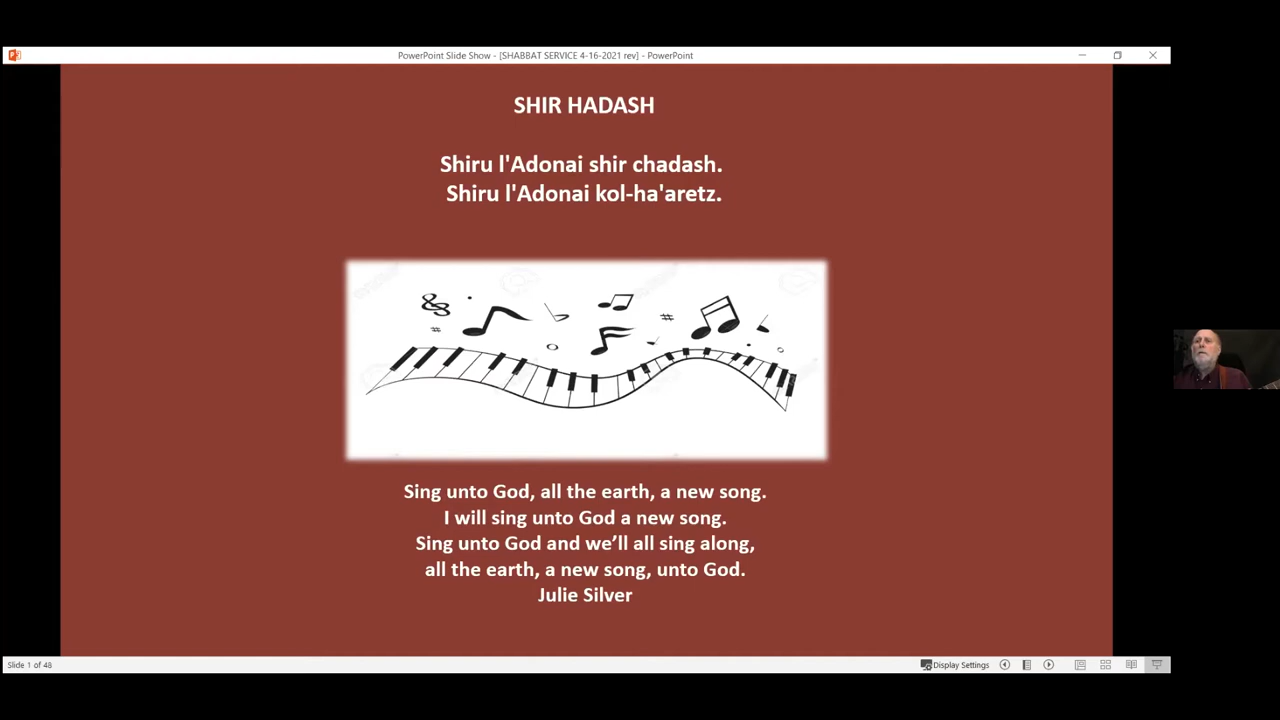 PowerPoint Slide Show - [SHABBAT SERVICE 4-16-2021 rev] - PowerPoint
SHIR HADASH
Shiru l'Adonai shir chadash.
Shiru l'Adonai kol-ha'aretz.
Sing unto God, all the earth, a new song.
I will sing unto God a new song.
Sing unto God and we’ll all sing along,
all the earth, a new song, unto God.
Julie Silver
Slide 1 of 48
Display Settings